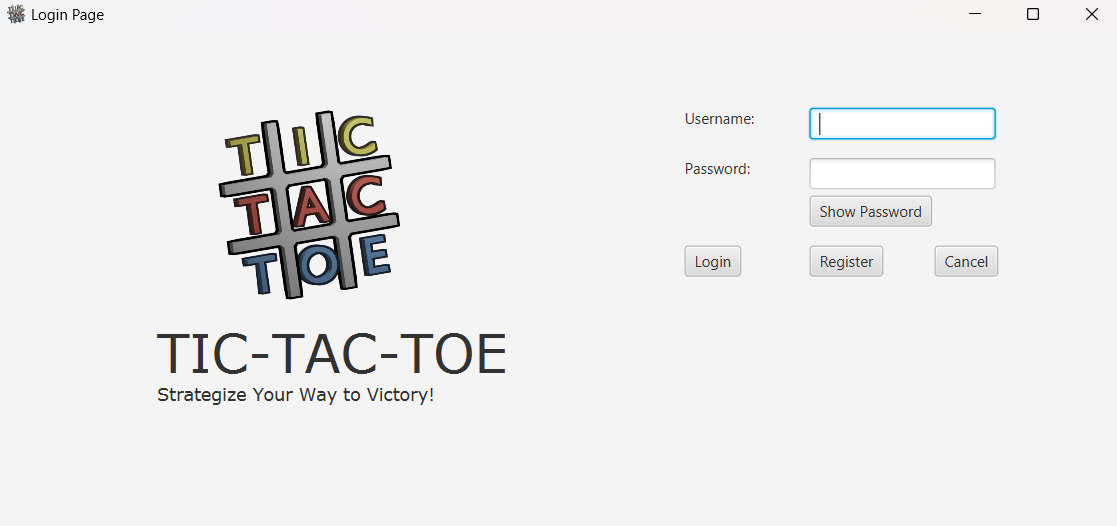 Login Page
TIC
TAC
TOE
TIC-TAC-TOE
Strategize Your Way to Victory!
Username:
Password:
Show Password
Login
Register
Cancel